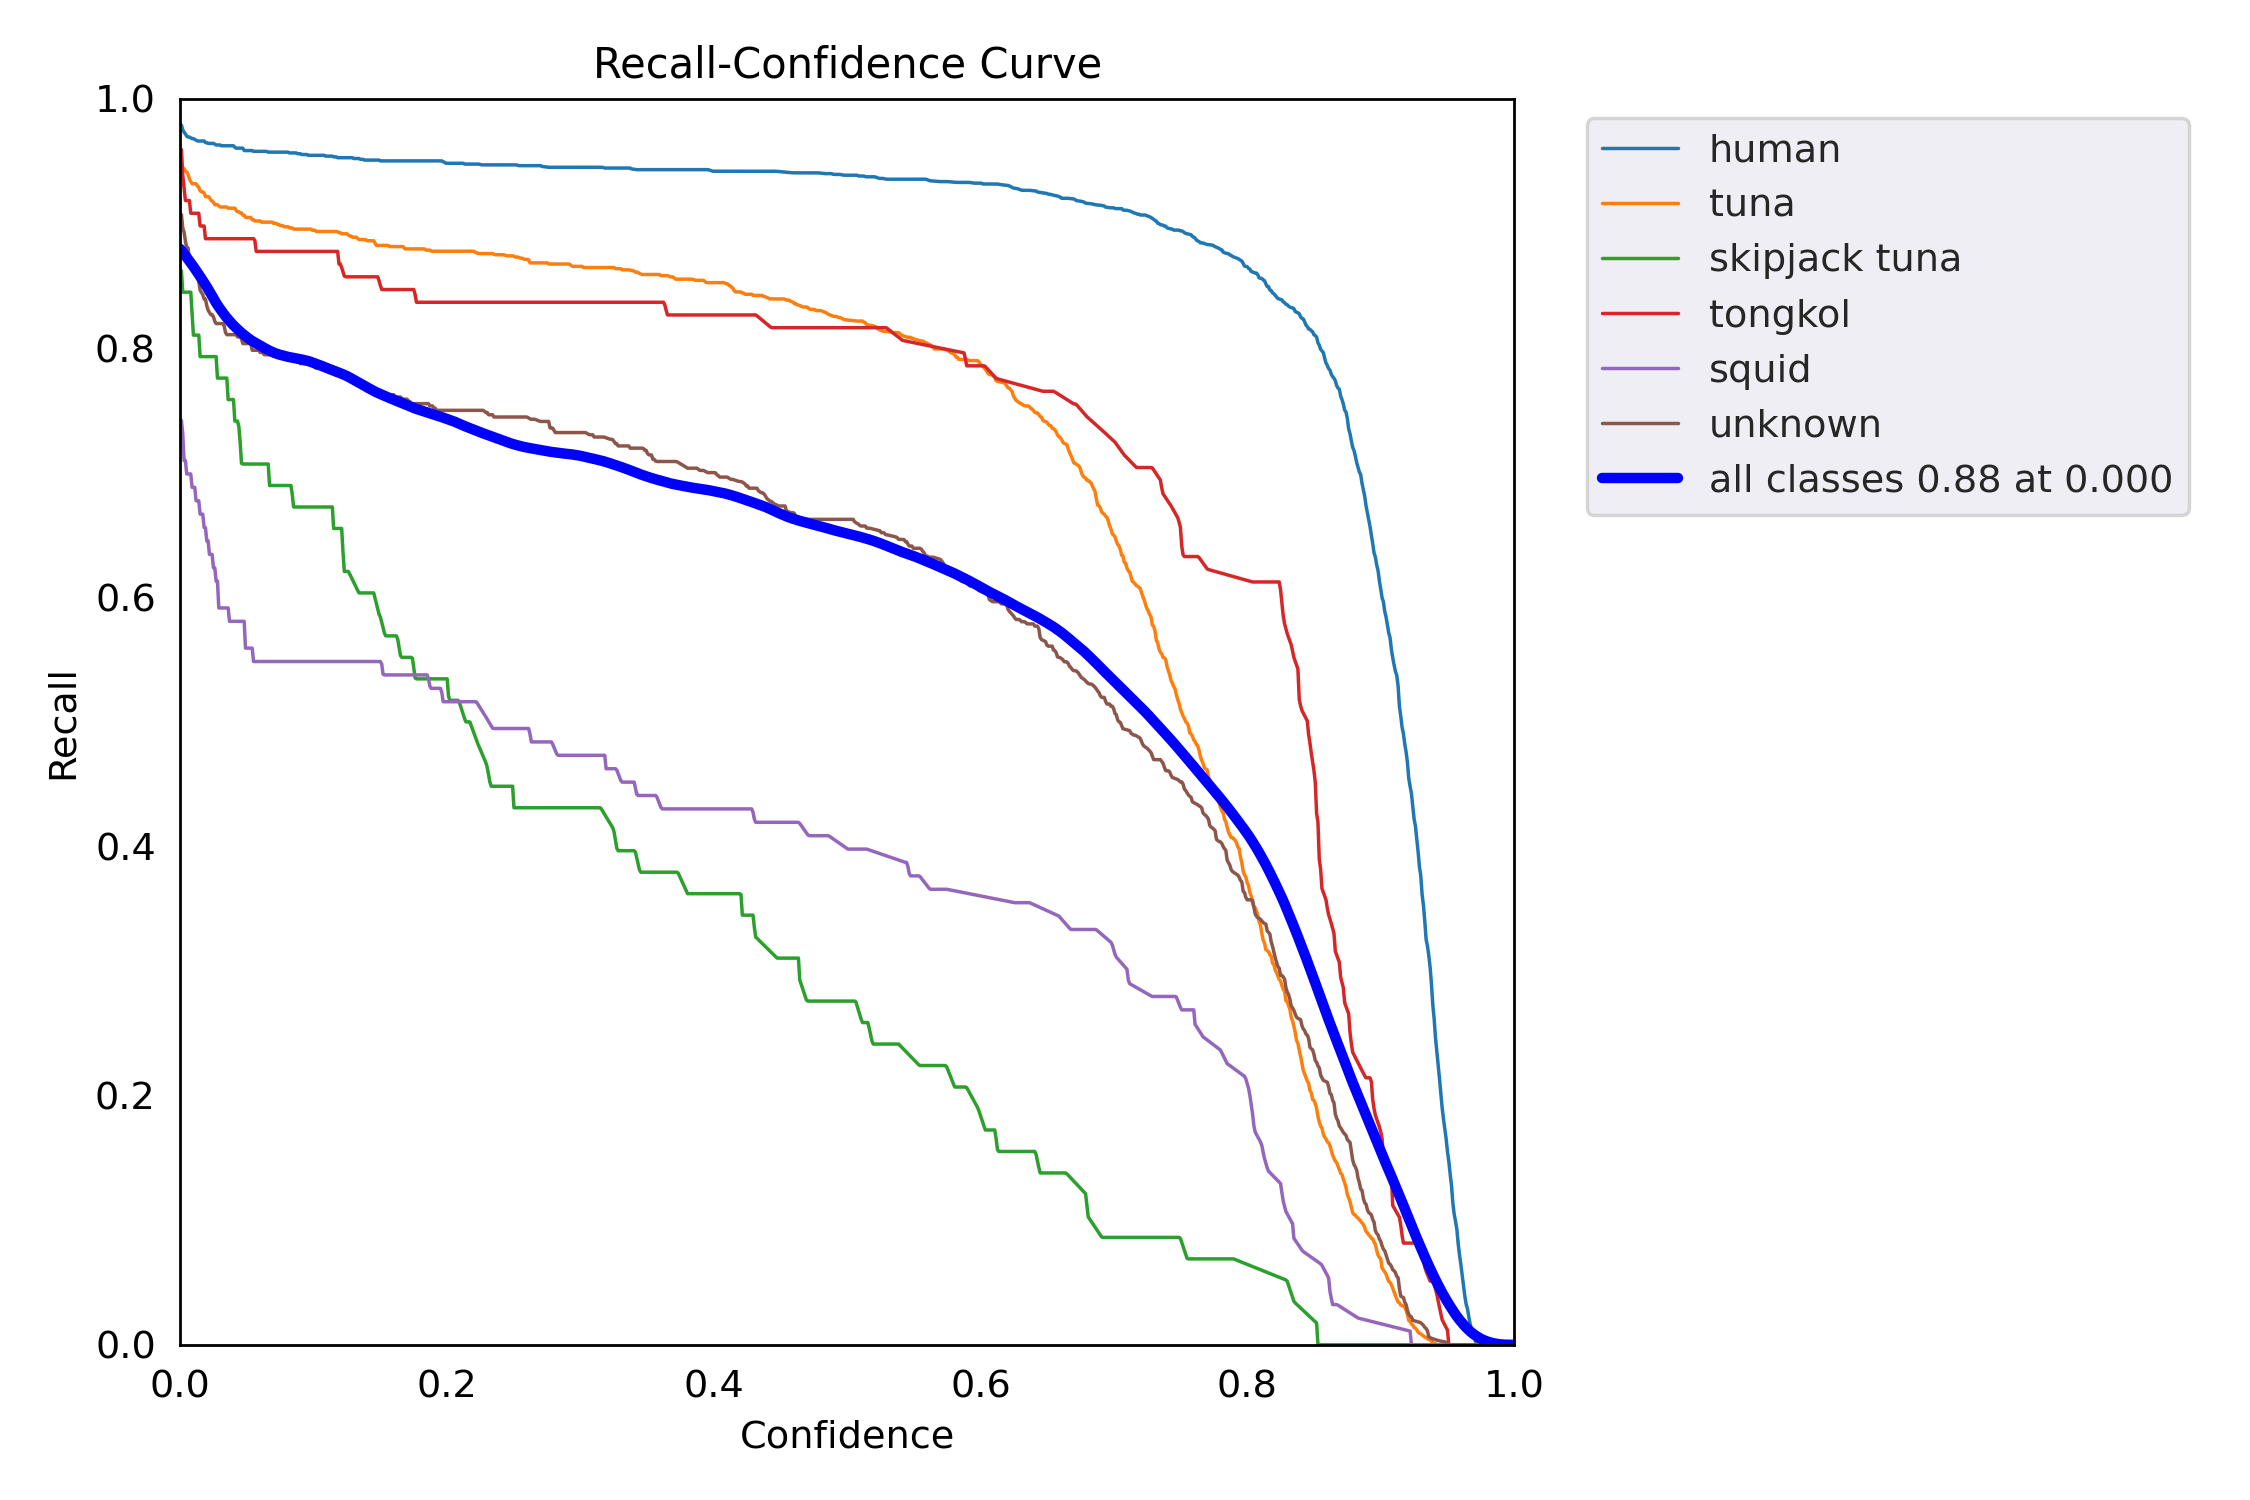 Recall-Confidence Curve
1.0
0.8
0.6
0.4
0.2
0.0
Recall
0.0 0.2 0.4 0.6 0.8 1.0
Confidence
human
tuna
skipjack tuna
tongkol
squid
unknown
all classes 0.88 at 0.000